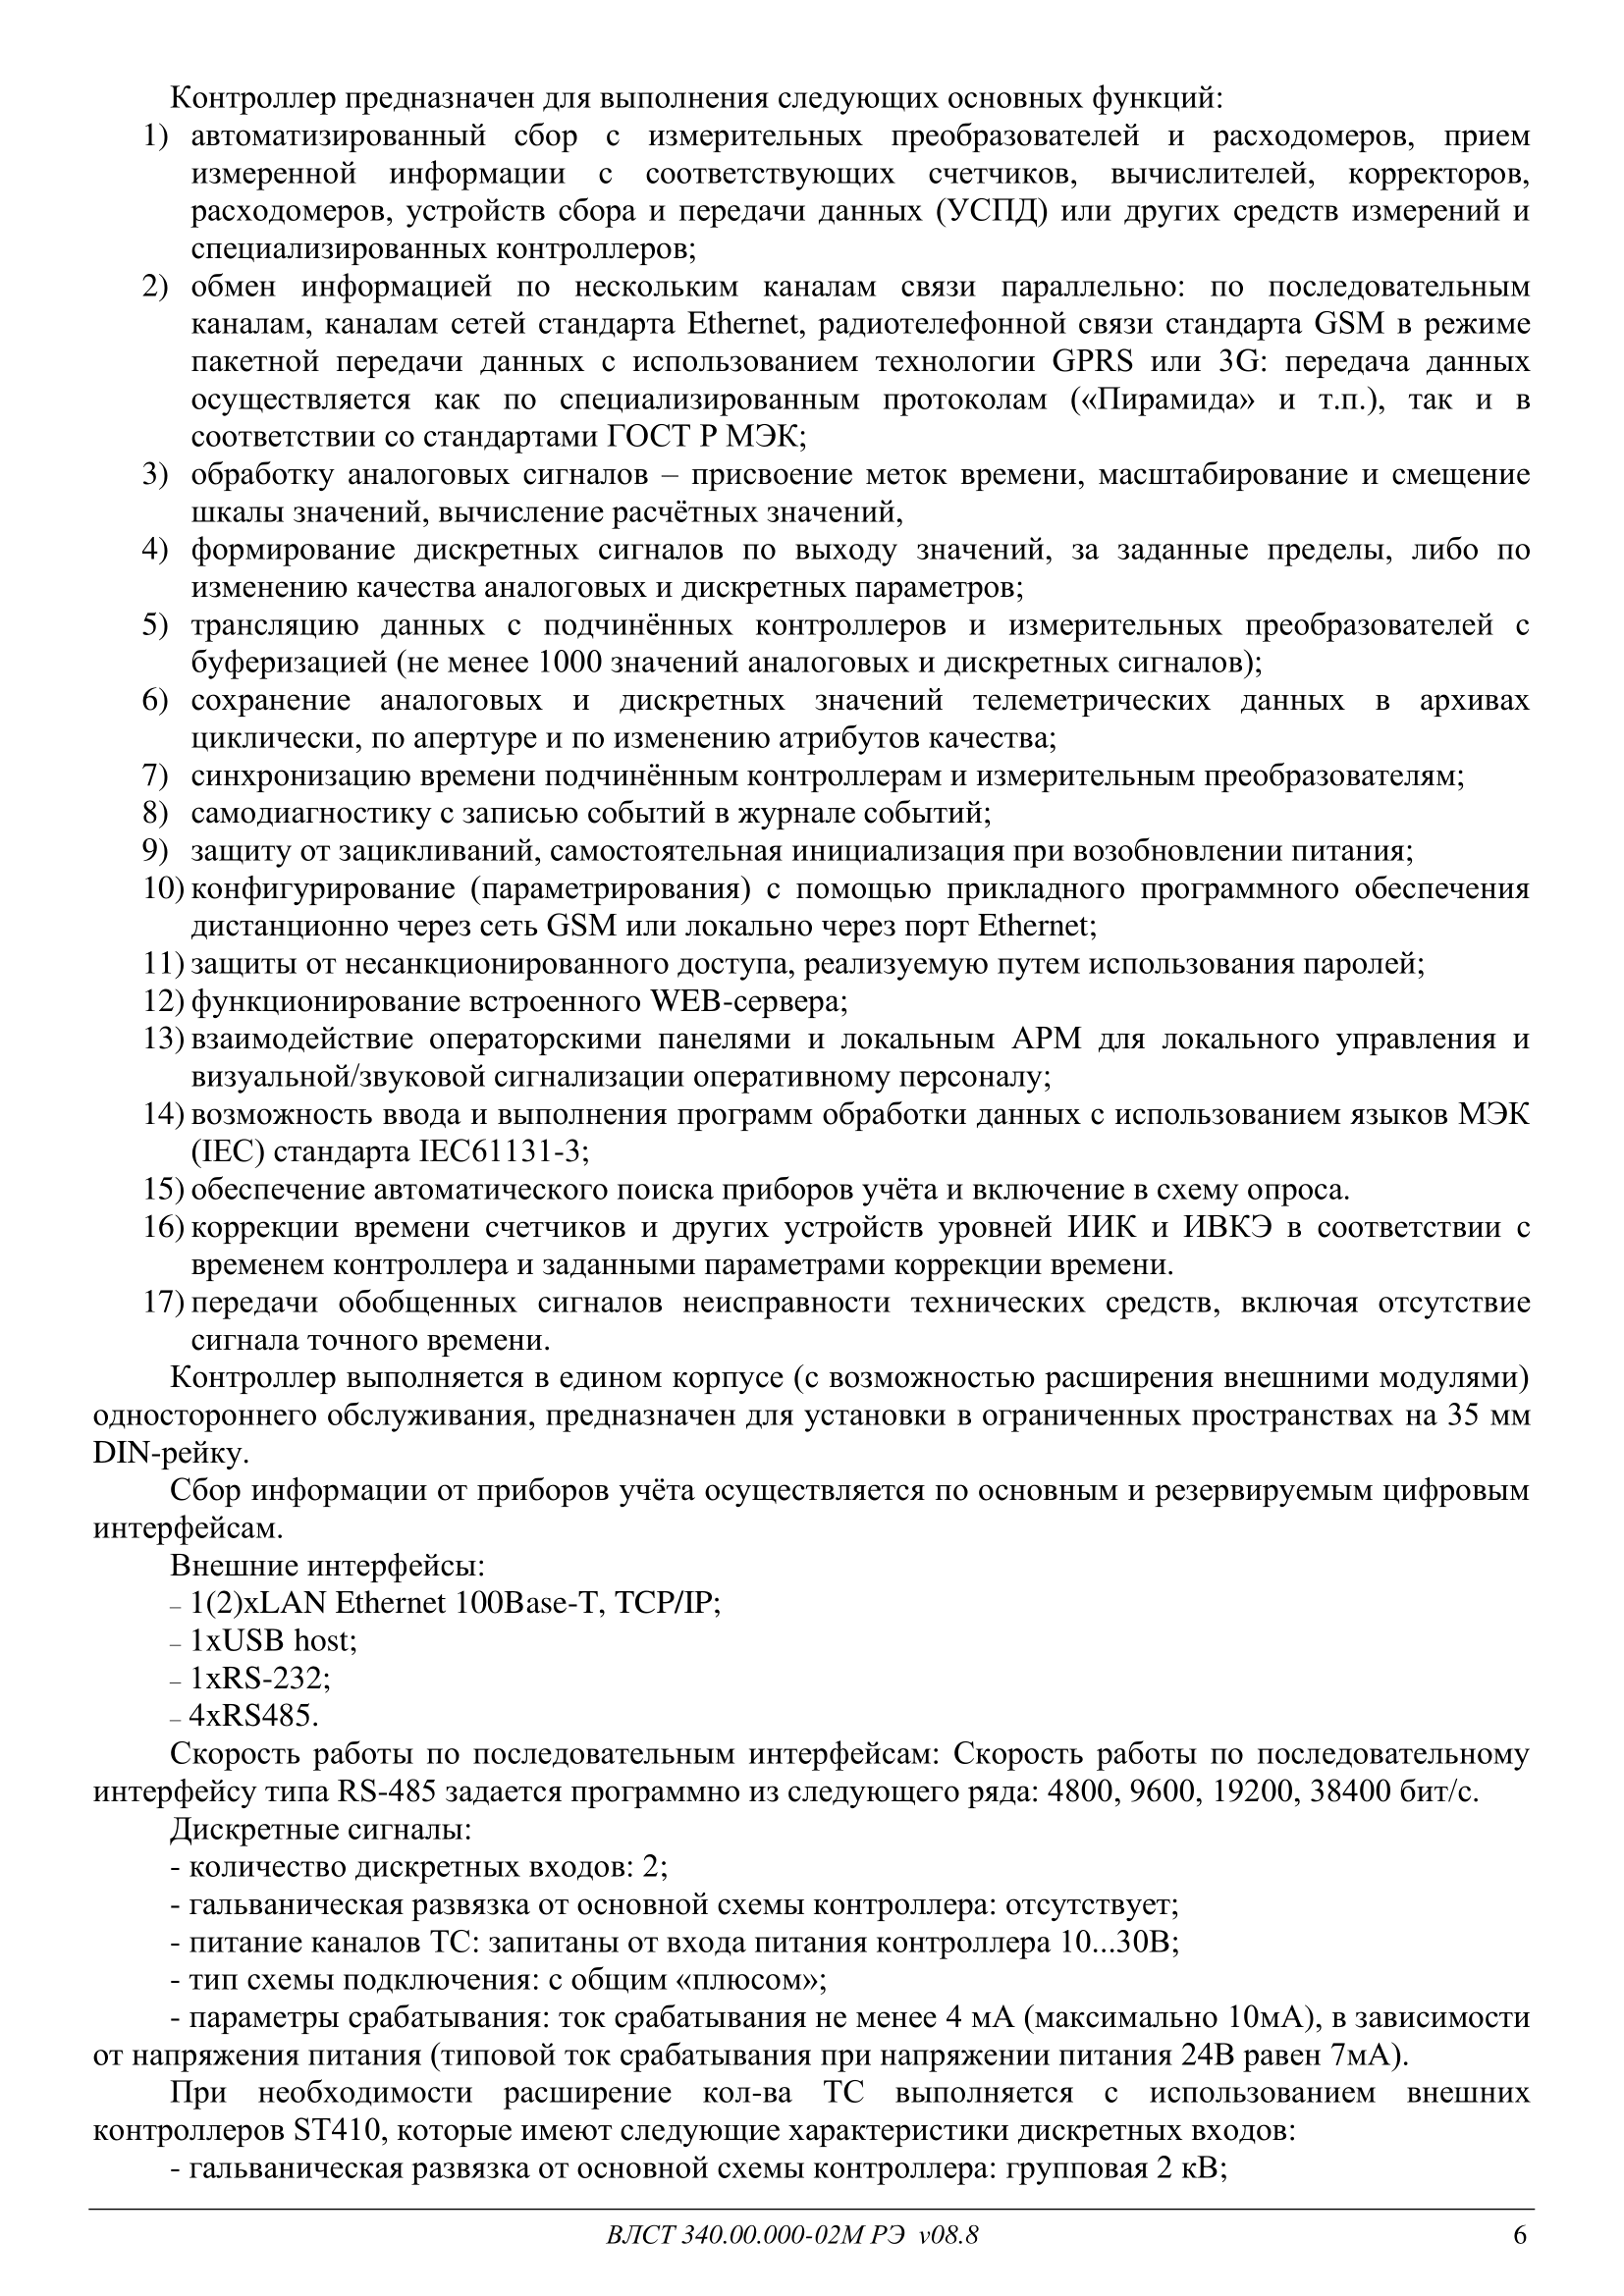 Контроллер предназначен для выполнения следующих основных функций:
1) автоматизированный сбор с измерительных преобразователей и расходомеров, прием
измеренной информации с соответствующих счетчиков, вычислителей, корректоров,
расходомеров, устройств сбора и передачи данных (УСПД) или других средств измерений и
специализированных контроллеров;
2) обмен информацией по нескольким каналам связи параллельно: по последовательным
каналам, каналам сетей стандарта Ethernet, радиотелефонной связи стандарта GSM в режиме
пакетной передачи данных с использованием технологии GPRS или 3G: передача данных
осуществляется как по специализированным протоколам («Пирамида» и т.п.), так и в
соответствии со стандартами ГОСТ Р МЭК;
3) обработку аналоговых сигналов – присвоение меток времени, масштабирование и смещение
шкалы значений, вычисление расчётных значений,
4) формирование дискретных сигналов по выходу значений, за заданные пределы, либо по
изменению качества аналоговых и дискретных параметров;
5) трансляцию данных с подчинённых контроллеров и измерительных преобразователей с
буферизацией (не менее 1000 значений аналоговых и дискретных сигналов);
6) сохранение аналоговых и дискретных значений телеметрических данных в архивах
циклически, по апертуре и по изменению атрибутов качества;
7) синхронизацию времени подчинённым контроллерам и измерительным преобразователям;
8) самодиагностику с записью событий в журнале событий;
9) защиту от зацикливаний, самостоятельная инициализация при возобновлении питания;
10) конфигурирование (параметрирования) с помощью прикладного программного обеспечения
дистанционно через сеть GSM или локально через порт Ethernet;
11) защиты от несанкционированного доступа, реализуемую путем использования паролей;
12) функционирование встроенного WEB-сервера;
13) взаимодействие операторскими панелями и локальным АРМ для локального управления и
визуальной/звуковой сигнализации оперативному персоналу;
14) возможность ввода и выполнения программ обработки данных с использованием языков МЭК
(IEC) стандарта IEC61131-3;
15) обеспечение автоматического поиска приборов учёта и включение в схему опроса.
16) коррекции времени счетчиков и других устройств уровней ИИК и ИВКЭ в соответствии с
временем контроллера и заданными параметрами коррекции времени.
17) передачи обобщенных сигналов неисправности технических средств, включая отсутствие
сигнала точного времени.
Контроллер выполняется в едином корпусе (с возможностью расширения внешними модулями)
одностороннего обслуживания, предназначен для установки в ограниченных пространствах на 35 мм
DIN-рейку.
Сбор информации от приборов учёта осуществляется по основным и резервируемым цифровым
интерфейсам.
Внешние интерфейсы:
– 1(2)xLAN Ethernet 100Base-T, TCP/IP;
– 1xUSB host;
– 1xRS-232;
– 4xRS485.
Скорость работы по последовательным интерфейсам: Скорость работы по последовательному
интерфейсу типа RS-485 задается программно из следующего ряда: 4800, 9600, 19200, 38400 бит/с.
Дискретные сигналы:
- количество дискретных входов: 2;
- гальваническая развязка от основной схемы контроллера: отсутствует;
- питание каналов ТС: запитаны от входа питания контроллера 10...30В;
- тип схемы подключения: с общим «плюсом»;
- параметры срабатывания: ток срабатывания не менее 4 мА (максимально 10мА), в зависимости
от напряжения питания (типовой ток срабатывания при напряжении питания 24В равен 7мА).
При необходимости расширение кол-ва ТС выполняется с использованием внешних
контроллеров ST410, которые имеют следующие характеристики дискретных входов:
- гальваническая развязка от основной схемы контроллера: групповая 2 кВ;
ВЛСТ 340.00.000-02М РЭ v08.8
6